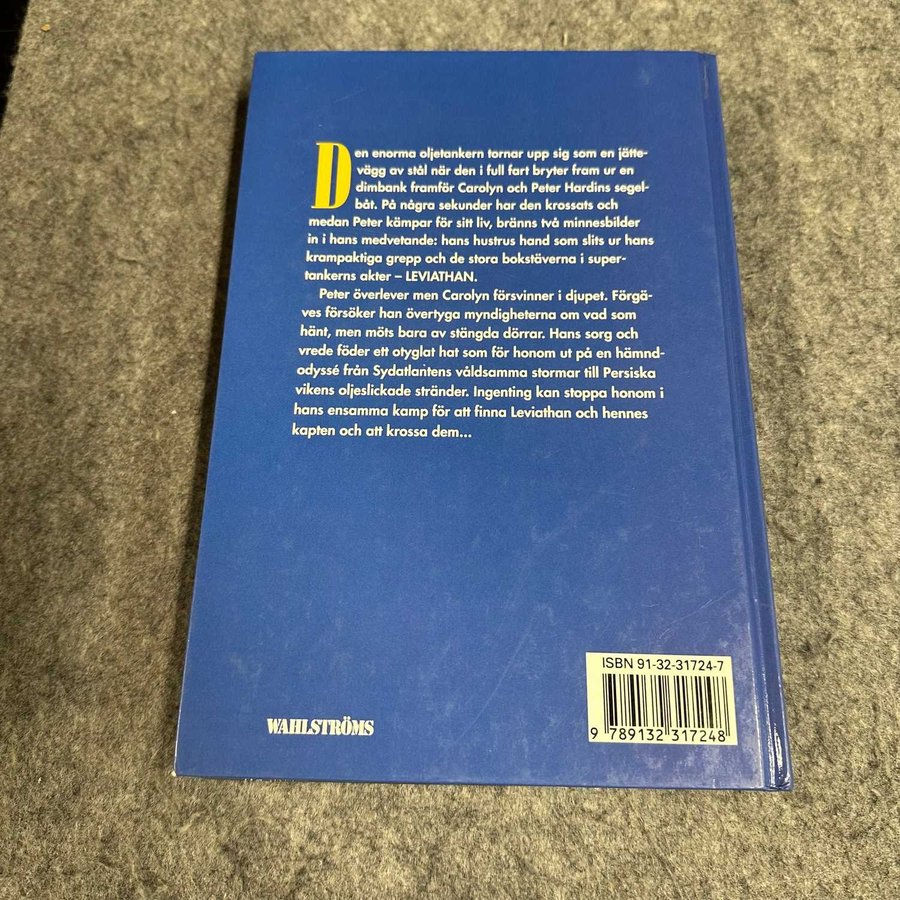 Den enorma oljetankern tornar upp sig som en jätte-
vägg av stål när den i full fart bryter fram ur en
dimbank framför Carolyn och Peter Hardins segel-
båt. På några sekunder har den krossats och
medan Peter kämpar för sitt liv, bränns två minnesbilder
in i hans medvetande: hans hustrus hand som slits ur hans
krampaktiga grepp och de stora bokstäverna i super-
tankerns akter – LEVIATHAN.
Peter överlever men Carolyn försvinner i djupet. Förgä-
ves försöker han övertyga myndigheterna om vad som
hänt, men möts bara av stängda dörrar. Hans sorg och
vrede föder ett otyglat hat som för honom ut på en hämnd-
odyssé från Sydatlantens våldsamma stormar till Persiska
vikens oljeslickade stränder. Ingenting kan stoppa honom i
hans ensamma kamp för att finna Leviathan och hennes
kapten och att krossa dem...
ISBN 91-32-31724-7
9 789132 317248
WAHLSTRÖMS